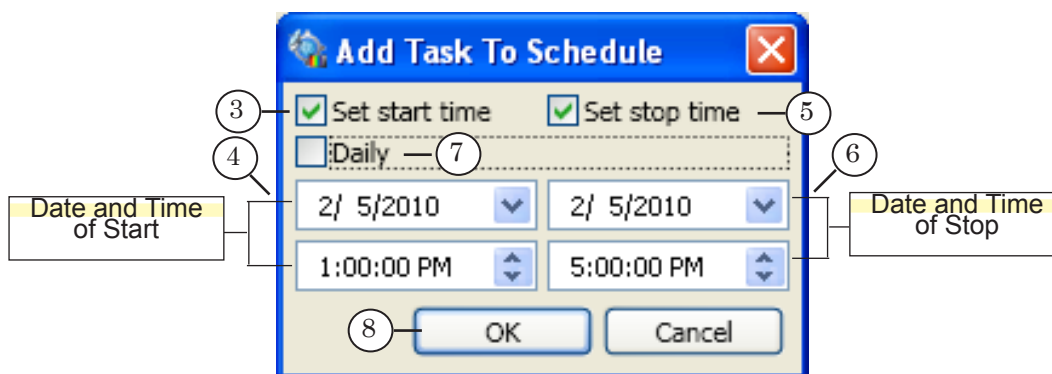 Add Task To Schedule
3 Set start time Set stop time 5
4 Daily 7 6
Date and Time
of Start
2/ 5/2010 2/ 5/2010
Date and Time
of Stop
1:00:00 PM 5:00:00 PM
8 OK Cancel